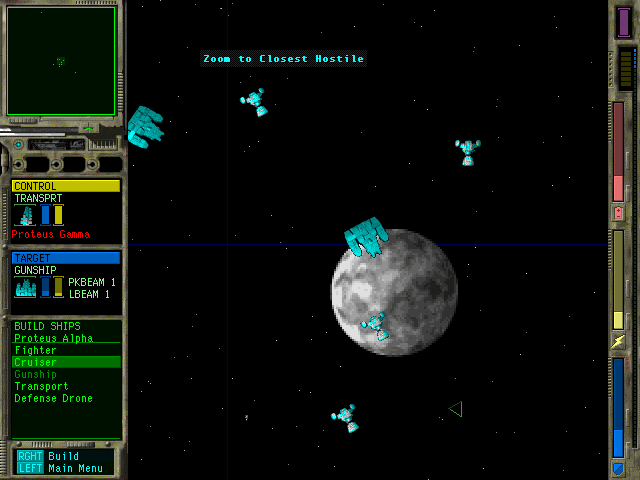 Zoom to Closest Hostile
CONTROL
TRANSPRT
Proteus Gamma
TARGET
GUNSHIP
PKBEAM 1
LBEAM 1
BUILD SHIPS
Proteus Alpha
Fighter
Cruiser
Gunship
Transport
Defense Drone
RGHT Build
LEFT Main Menu